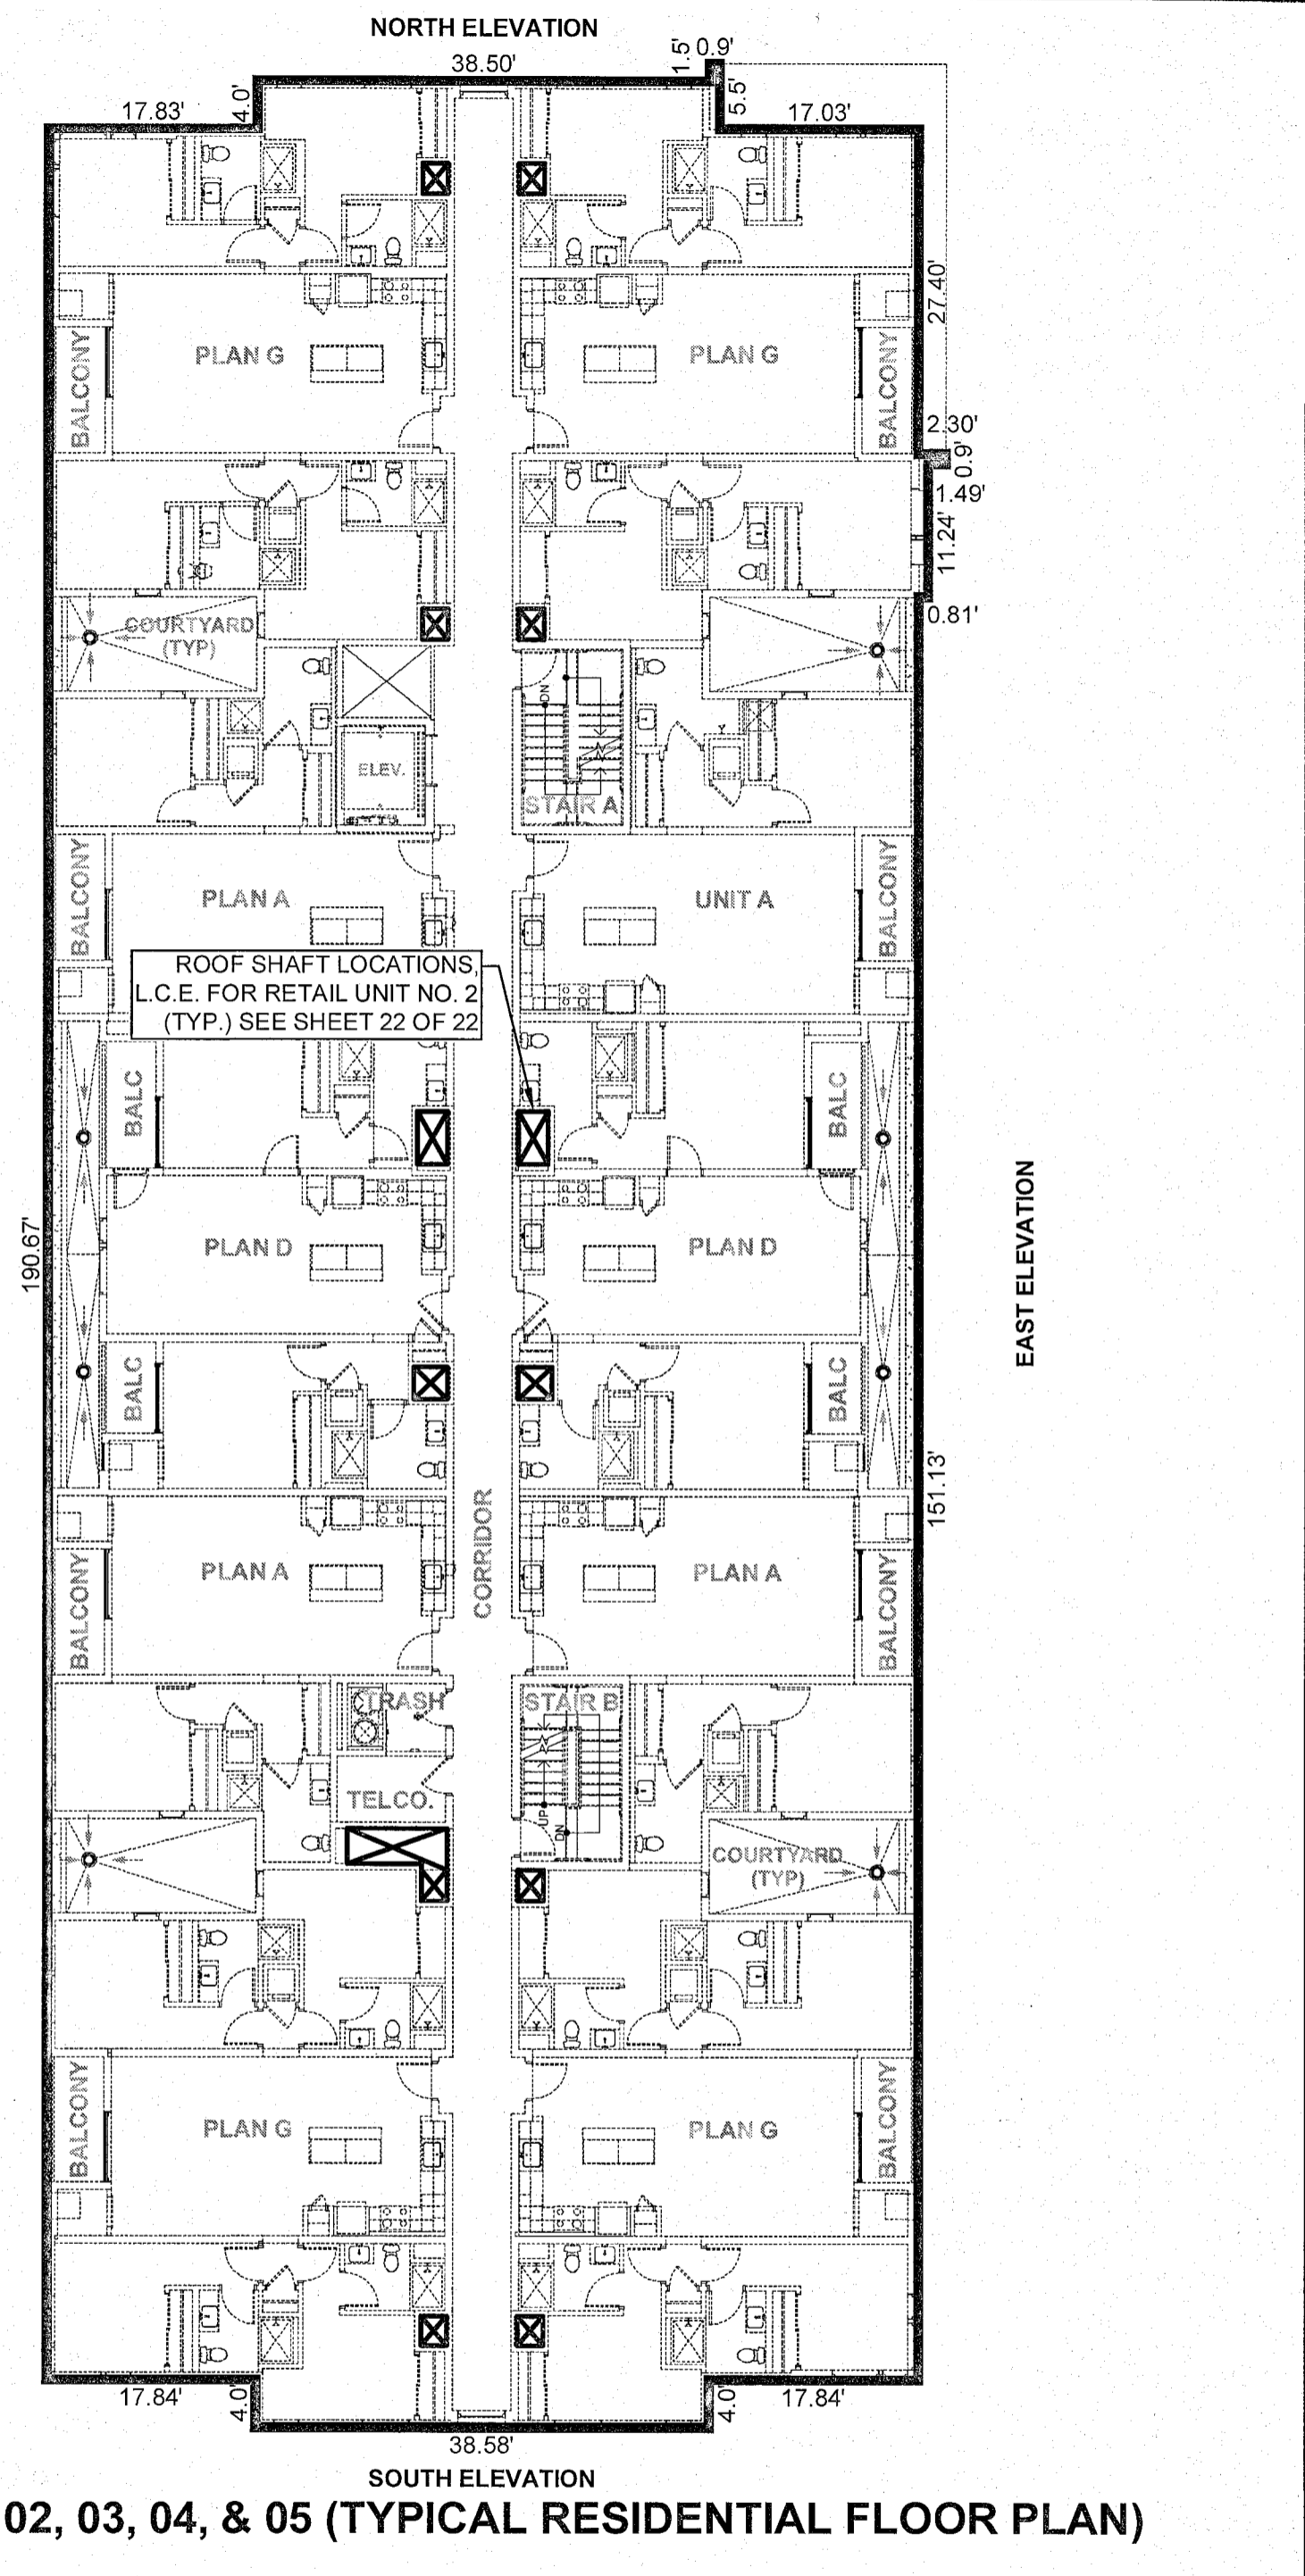 NORTH ELEVATION
38.50'
1.5'
0.9'
17.83'
4.0'
5.5'
17.03'
27.40'
PLAN G
PLAN G
BALCONY
BALCONY
2.30'
0.9'
1.49'
11.24'
0.81'
COURTYARD
(TYP)
DN
ELEV.
STAIR A
BALCONY
BALCONY
PLAN A
UNIT A
ROOF SHAFT LOCATIONS,
L.C.E. FOR RETAIL UNIT NO. 2
(TYP.) SEE SHEET 22 OF 22
BALC
BALC
190.67'
PLAN D
PLAN D
EAST ELEVATION
BALC
BALC
151.13'
CORRIDOR
PLAN A
PLAN A
BALCONY
BALCONY
TRASH
STAIR B
TELCO.
UP
DN
COURTYARD
(TYP)
BALCONY
BALCONY
PLAN G
PLAN G
17.84'
4.0'
4.0'
17.84'
38.58'
SOUTH ELEVATION
02, 03, 04, & 05 (TYPICAL RESIDENTIAL FLOOR PLAN)